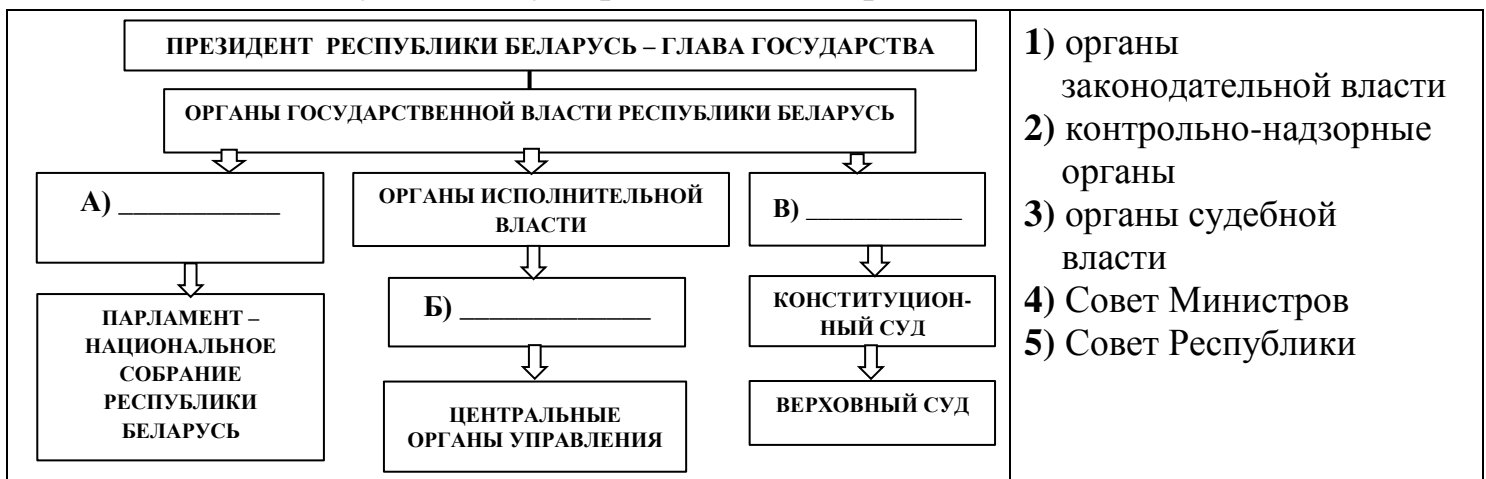 ПРЕЗИДЕНТ РЕСПУБЛИКИ БЕЛАРУСЬ – ГЛАВА ГОСУДАРСТВА
ОРГАНЫ ГОСУДАРСТВЕННОЙ ВЛАСТИ РЕСПУБЛИКИ БЕЛАРУСЬ
А) ___________
ОРГАНЫ ИСПОЛНИТЕЛЬНОЙ
ВЛАСТИ
В) ___________
ПАРЛАМЕНТ –
НАЦИОНАЛЬНОЕ
СОБРАНИЕ
РЕСПУБЛИКИ
БЕЛАРУСЬ
Б) _____________
КОНСТИТУЦИОН-
НЫЙ СУД
ЦЕНТРАЛЬНЫЕ
ОРГАНЫ УПРАВЛЕНИЯ
ВЕРХОВНЫЙ СУД
1) органы
законодательной власти
2) контрольно-надзорные
органы
3) органы судебной
власти
4) Совет Министров
5) Совет Республики